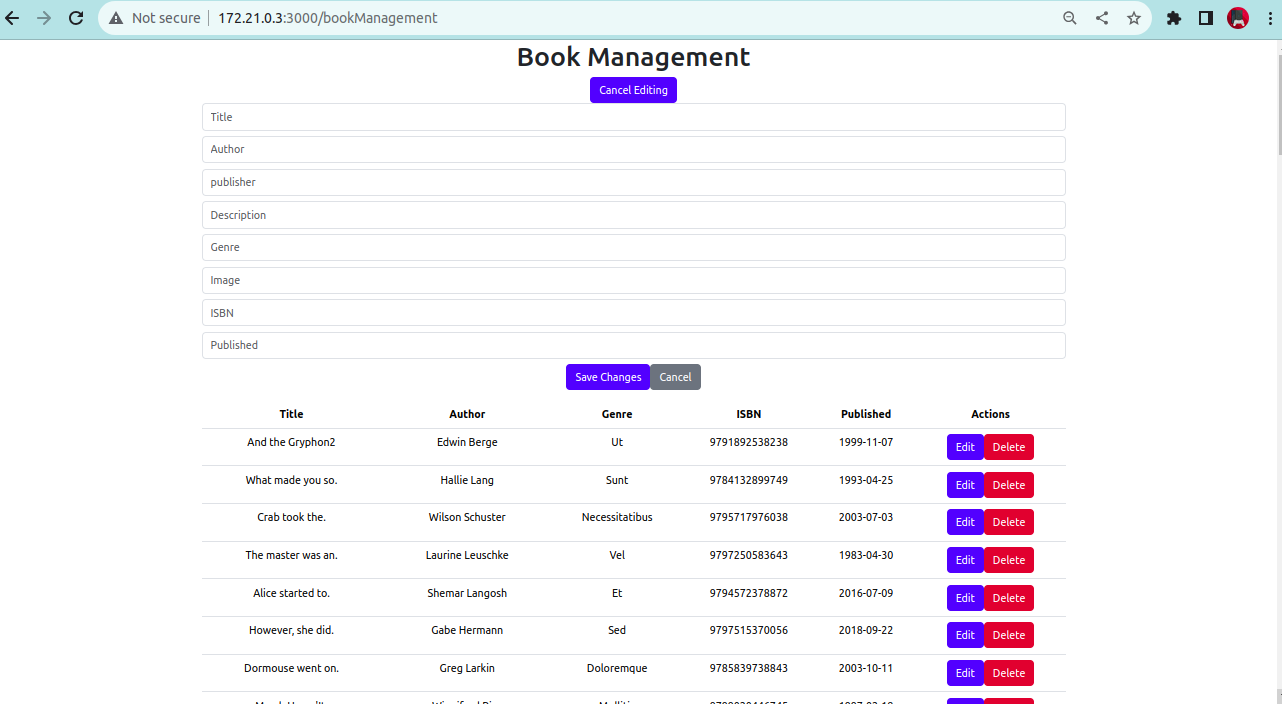 Not secure 172.21.0.3:3000/bookManagement
Book Management
Cancel Editing
Title
Author
publisher
Description
Genre
Image
ISBN
Published
Save Changes Cancel
Title Author Genre ISBN Published Actions
And the Gryphon2 Edwin Berge Ut 9791892538238 1999-11-07 Edit Delete
What made you so. Hallie Lang Sunt 9784132899749 1993-04-25 Edit Delete
Crab took the. Wilson Schuster Necessitatibus 9795717976038 2003-07-03 Edit Delete
The master was an. Laurine Leuschke Vel 9797250583643 1983-04-30 Edit Delete
Alice started to. Shemar Langosh Et 9794572378872 2016-07-09 Edit Delete
However, she did. Gabe Hermann Sed 9797515370056 2018-09-22 Edit Delete
Dormouse went on. Greg Larkin Doloremque 9785839738843 2003-10-11 Edit Delete